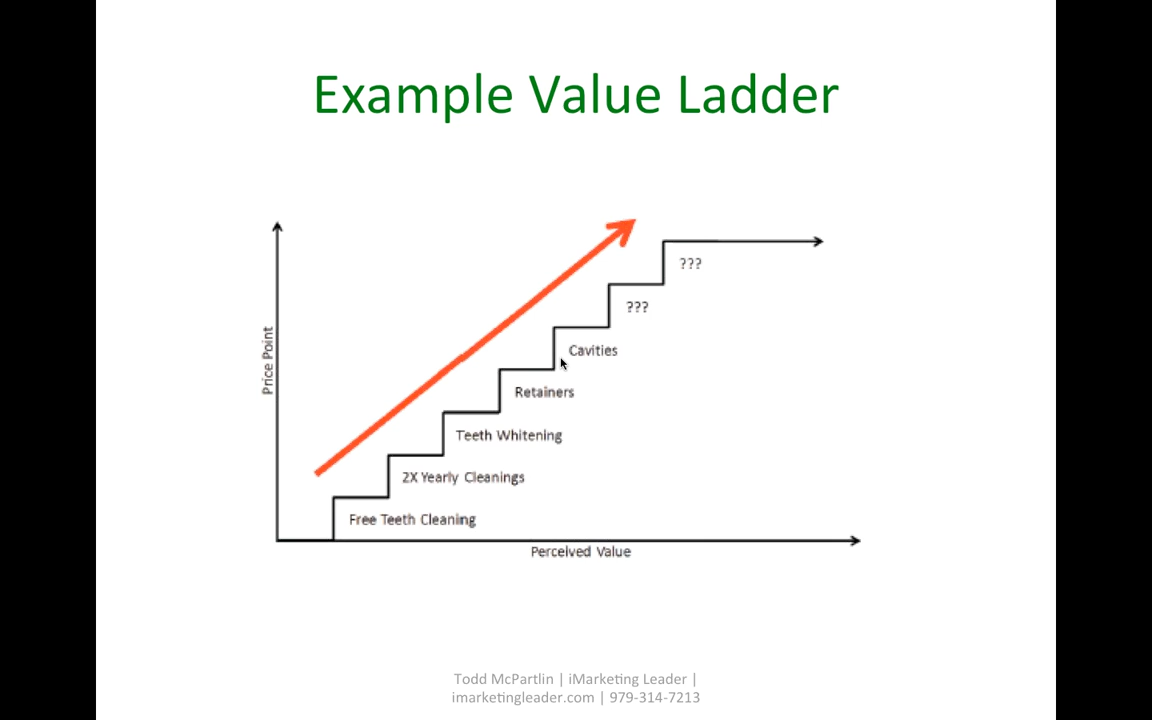 Example Value Ladder
???
???
Cavities
Retainers
Teeth Whitening
2X Yearly Cleanings
Free Teeth Cleaning
Price Point
Perceived Value
Todd McPartlin | iMarketing Leader |
imarketingleader.com | 979-314-7213